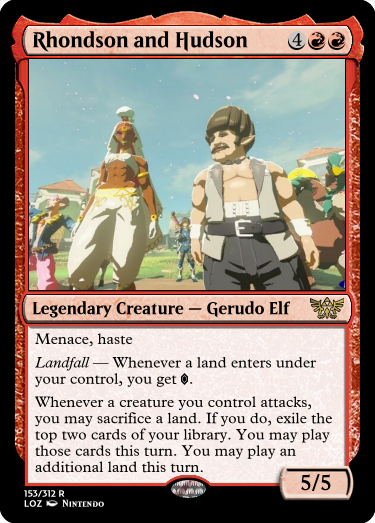 Rhondson and Hudson 4
Legendary Creature — Gerudo Elf
Menace, haste
Landfall — Whenever a land enters under
your control, you get .
Whenever a creature you control attacks,
you may sacrifice a land. If you do, exile the
top two cards of your library. You may play
those cards this turn. You may play an
additional land this turn.
5/5
153/312 R
LOZ Nintendo